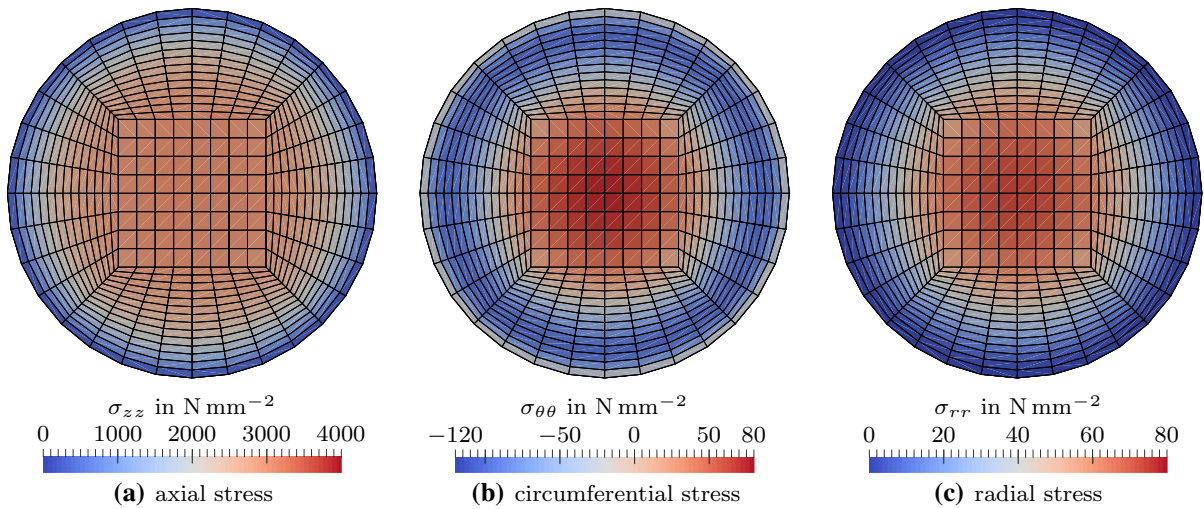 σzz in N mm−2
0 1000 2000 3000 4000
(a) axial stress
σθθ in N mm−2
−120 −50 0 50 80
(b) circumferential stress
σrr in N mm−2
0 20 40 60 80
(c) radial stress